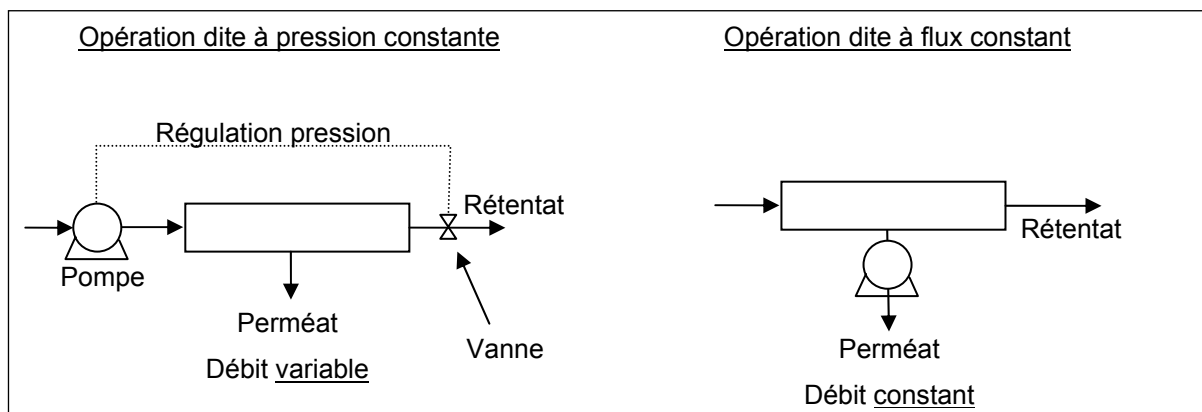 Opération dite à pression constante
Régulation pression
Rétentat
Pompe
Perméat
Vanne
Débit variable
Opération dite à flux constant
Rétentat
Perméat
Débit constant